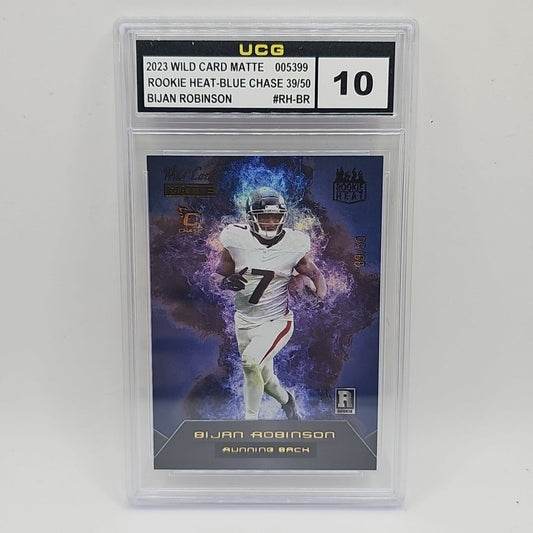 UCG
2023 WILD CARD MATTE 005399
ROOKIE HEAT-BLUE CHASE 39/50
BIJAN ROBINSON #RH-BR
10
Wild Card
MATTE
ROOKIE
HEAT
C
CHASE
39/50
7
R
BIJAN ROBINSON
RUNNING BACK